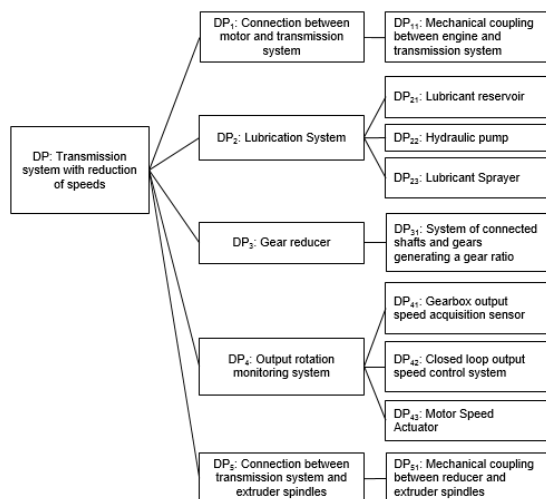 DP₁: Connection between
motor and transmission
system
DP₁₁: Mechanical coupling
between engine and
transmission system
DP: Transmission
system with reduction
of speeds
DP₂: Lubrication System
DP₂₁: Lubricant reservoir
DP₂₂: Hydraulic pump
DP₂₃: Lubricant Sprayer
DP₃: Gear reducer
DP₃₁: System of connected
shafts and gears
generating a gear ratio
DP₄: Output rotation
monitoring system
DP₄₁: Gearbox output
speed acquisition sensor
DP₄₂: Closed loop output
speed control system
DP₄₃: Motor Speed
Actuator
DP₅: Connection between
transmission system and
extruder spindles
DP₅₁: Mechanical coupling
between reducer and
extruder spindles